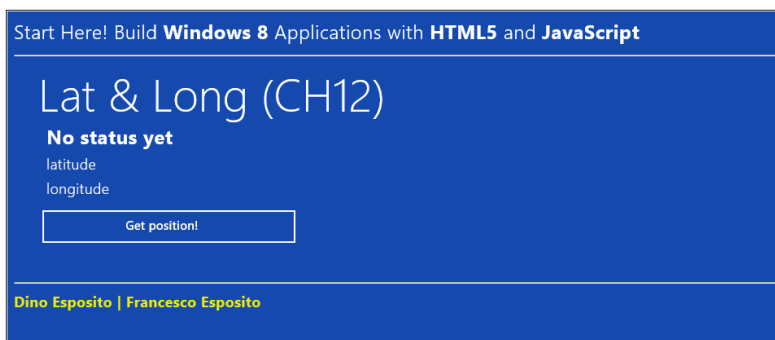 Start Here! Build Windows 8 Applications with HTML5 and JavaScript
Lat & Long (CH12)
No status yet
latitude
longitude
Get position!
Dino Esposito | Francesco Esposito